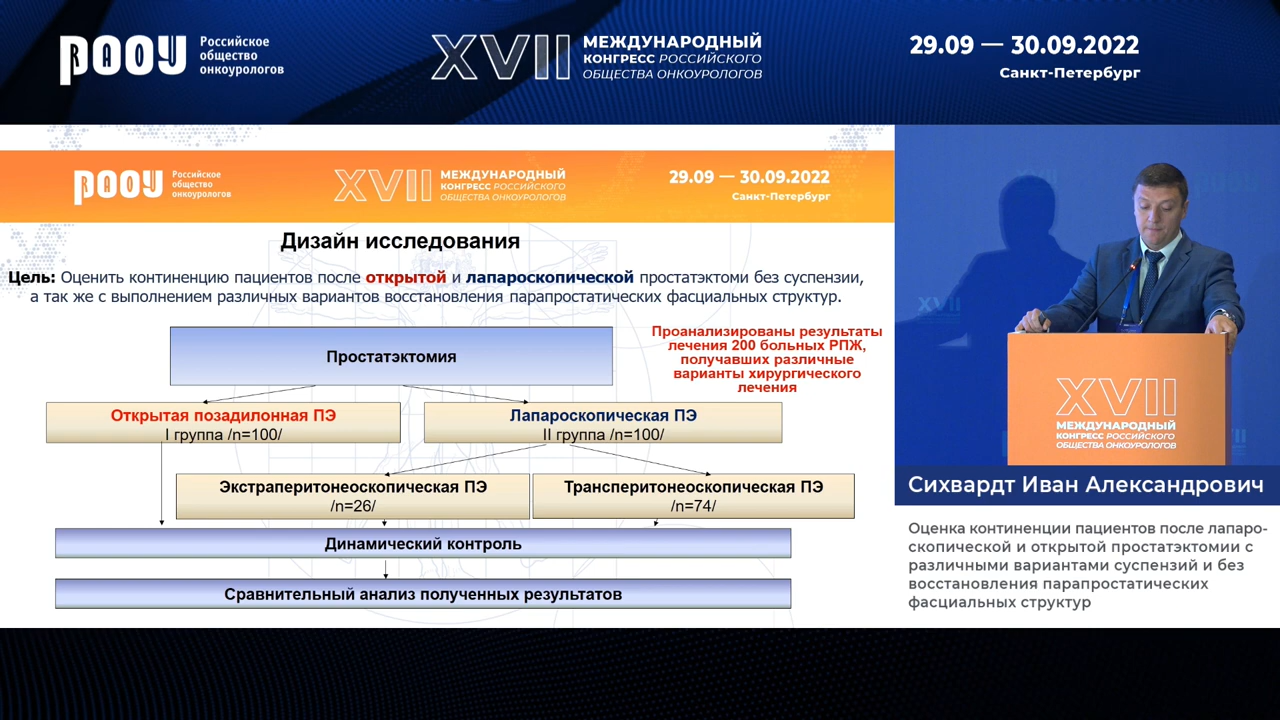 РАОУ
Российское
общество
онкоурологов
XVII
МЕЖДУНАРОДНЫЙ
КОНГРЕСС РОССИЙСКОГО
ОБЩЕСТВА ОНКОУРОЛОГОВ
29.09 — 30.09.2022
Санкт-Петербург
РАОУ
Российское
общество
онкоурологов
XVII
МЕЖДУНАРОДНЫЙ
КОНГРЕСС РОССИЙСКОГО
ОБЩЕСТВА ОНКОУРОЛОГОВ
29.09 — 30.09.2022
Санкт-Петербург
Дизайн исследования
Цель: Оценить континенцию пациентов после открытой и лапароскопической простатэктоми без суспензии,
а так же с выполнением различных вариантов восстановления парапростатических фасциальных структур.
Простатэктомия
Проанализированы результаты
лечения 200 больных РПЖ,
получавших различные
варианты хирургического
лечения
Открытая позадилонная ПЭ
I группа /n=100/
Лапароскопическая ПЭ
II группа /n=100/
Экстраперитонеоскопическая ПЭ
/n=26/
Трансперитонеоскопическая ПЭ
/n=74/
Динамический контроль
Сравнительный анализ полученных результатов
XVII
МЕЖДУНАРОДНЫЙ
КОНГРЕСС РОССИЙСКОГО
ОБЩЕСТВА ОНКОУРОЛОГОВ
Сихвардт Иван Александрович
Оценка континенции пациентов после лапаро-
скопической и открытой простатэктомии с
различными вариантами суспензий и без
восстановления парапростатических
фасциальных структур